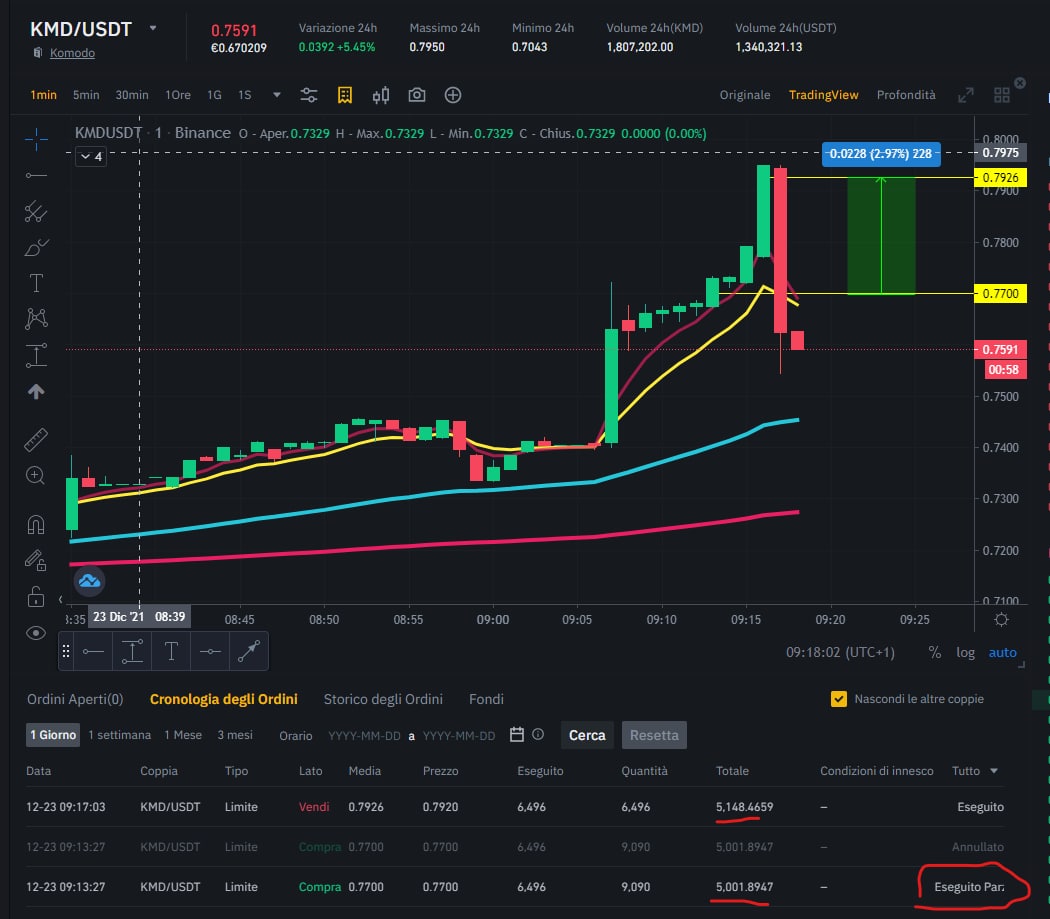 KMD/USDT
Komodo
0.7591
€0.670209
Variazione 24h
0.0392 +5.45%
Massimo 24h
0.7950
Minimo 24h
0.7043
Volume 24h(KMD)
1,807,202.00
Volume 24h(USDT)
1,340,321.13
1min 5min 30min 1Ore 1G 1S
Originale TradingView Profondità
KMDUSDT · 1 · Binance O - Aper.0.7329 H - Max.0.7329 L - Min.0.7329 C - Chius.0.7329 0.0000 (0.00%)
4
0.0228 (2.97%) 228
0.8000
0.7975
0.7926
0.7900
0.7800
0.7700
0.7591
00:58
0.7500
0.7400
0.7300
0.7200
0.7100
:35 23 Dic '21 08:39 08:45 08:50 08:55 09:00 09:05 09:10 09:15 09:20 09:25
09:18:02 (UTC+1) % log auto
Ordini Aperti(0) Cronologia degli Ordini Storico degli Ordini Fondi Nascondi le altre coppie
1 Giorno 1 settimana 1 Mese 3 mesi Orario YYYY-MM-DD a YYYY-MM-DD Cerca Resetta
Data Coppia Tipo Lato Media Prezzo Eseguito Quantità Totale Condizioni di innesco Tutto
12-23 09:17:03 KMD/USDT Limite Vendi 0.7926 0.7920 6,496 6,496 5,148.4659 – Eseguito
12-23 09:13:27 KMD/USDT Limite Compra 0.7700 0.7700 6,496 9,090 5,001.8947 – Annullato
12-23 09:13:27 KMD/USDT Limite Compra 0.7700 0.7700 6,496 9,090 5,001.8947 – Eseguito Parz